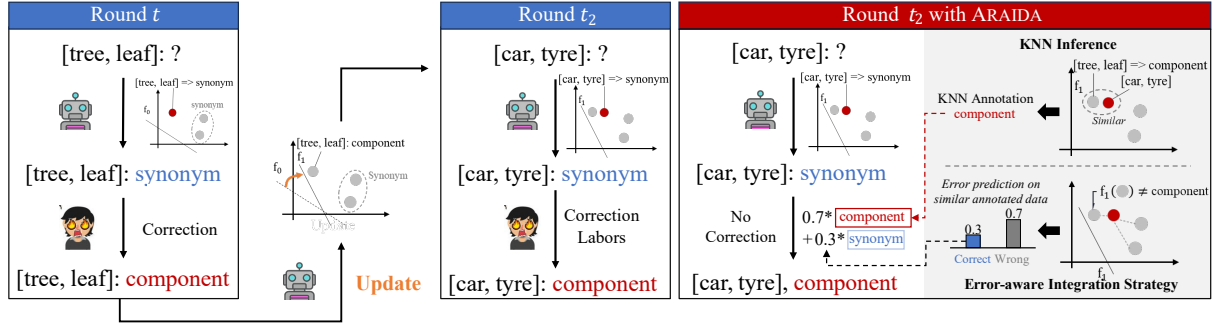 Round t
[tree, leaf]: ?
[tree, leaf] => synonym
f0
synonym
[tree, leaf]: synonym
Correction
[tree, leaf]: component
[tree, leaf]: component
f1
f0
Synonym
Update
Update
Round t2
[car, tyre]: ?
[car, tyre] => synonym
f1
[car, tyre]: synonym
Correction
Labors
[car, tyre]: component
Round t2 with ARAIDA
[car, tyre]: ?
[car, tyre] => synonym
f1
[car, tyre]: synonym
No
Correction
0.7* component
+0.3* synonym
[car, tyre], component
KNN Inference
[tree, leaf] => component
f1
[car, tyre]
Similar
KNN Annotation
component
Error prediction on
similar annotated data
0.7
0.3
Correct Wrong
f1( ) ≠ component
f1
Error-aware Integration Strategy